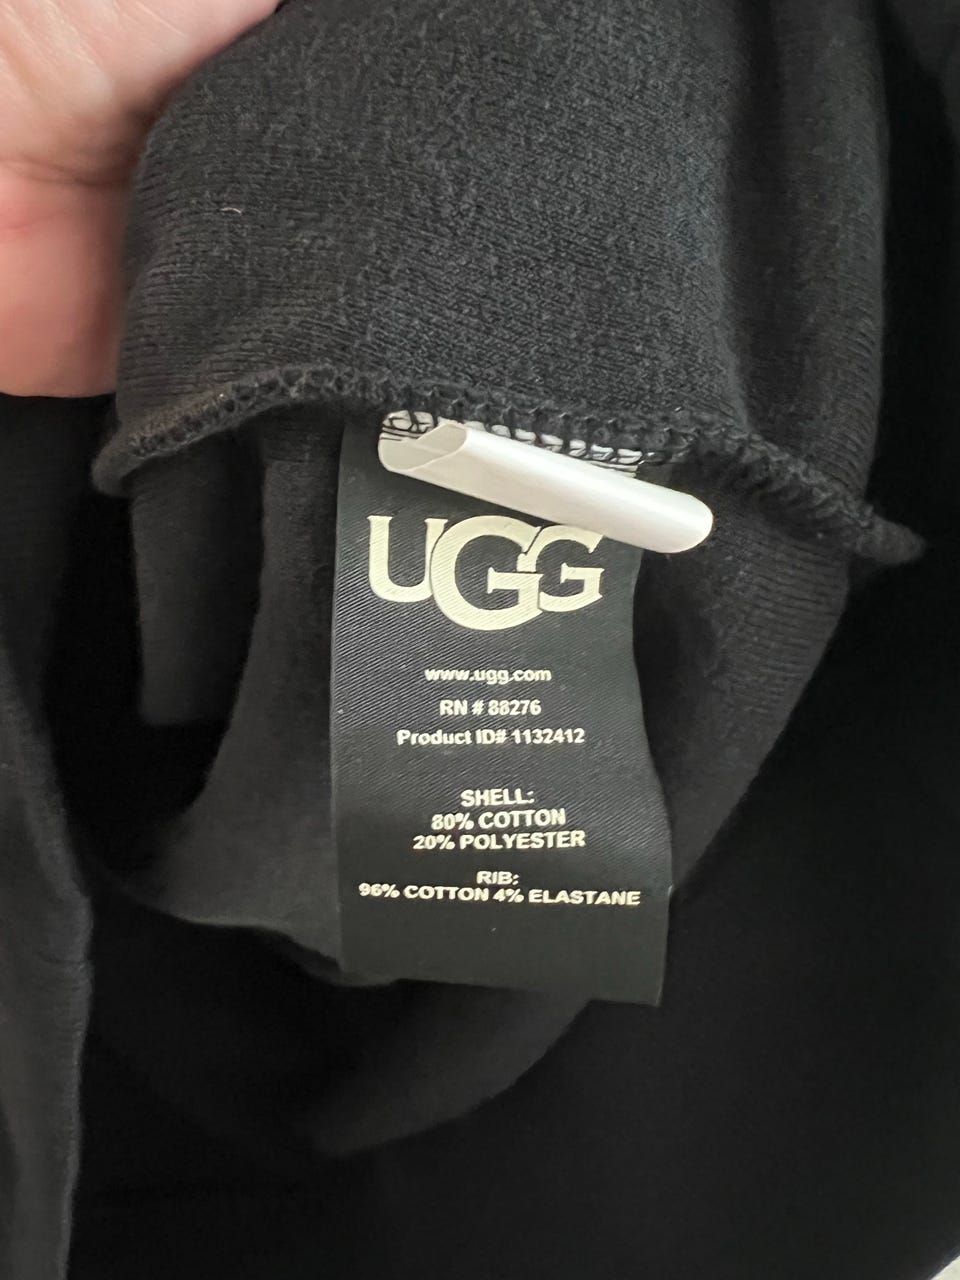 UGG
www.ugg.com
RN # 88276
Product ID# 1132412
SHELL:
80% COTTON
20% POLYESTER
RIB:
96% COTTON 4% ELASTANE